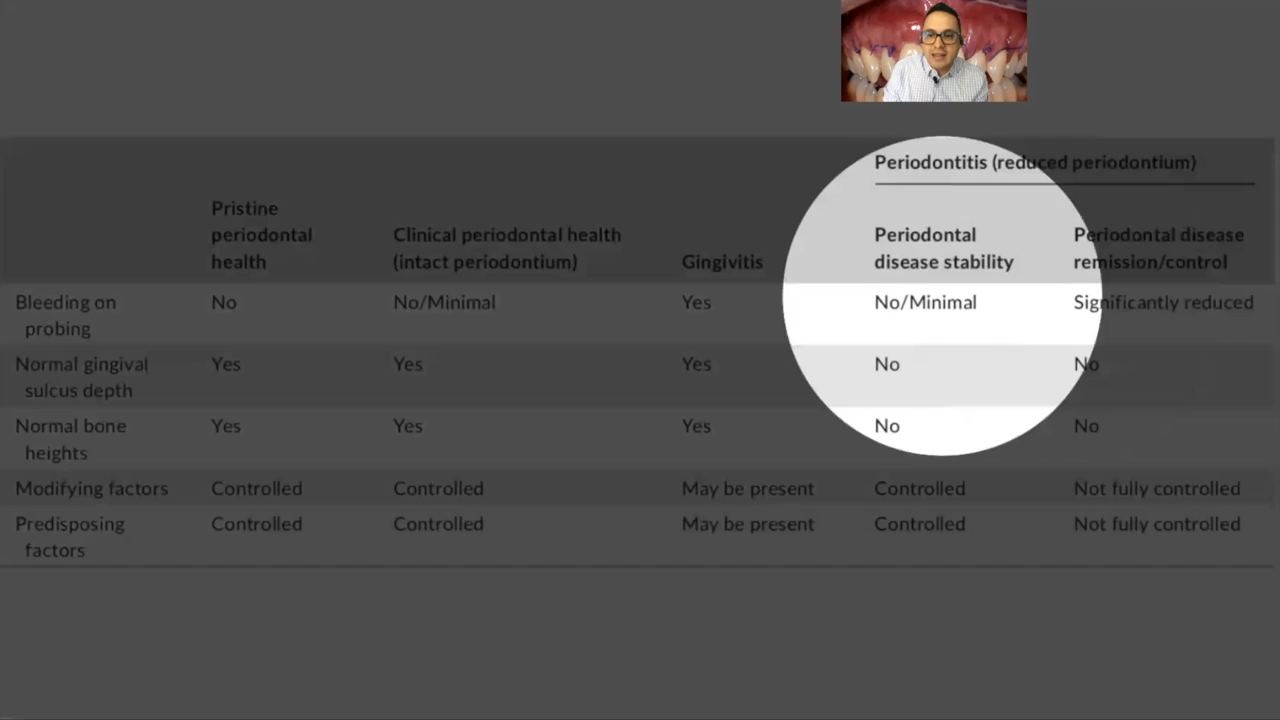 Periodontitis (reduced periodontium)
Pristine periodontal health
Clinical periodontal health (intact periodontium)
Gingivitis
Periodontal disease stability
Periodontal disease remission/control
Bleeding on probing No No/Minimal Yes No/Minimal Significantly reduced
Normal gingival sulcus depth Yes Yes Yes No No
Normal bone heights Yes Yes Yes No No
Modifying factors Controlled Controlled May be present Controlled Not fully controlled
Predisposing factors Controlled Controlled May be present Controlled Not fully controlled